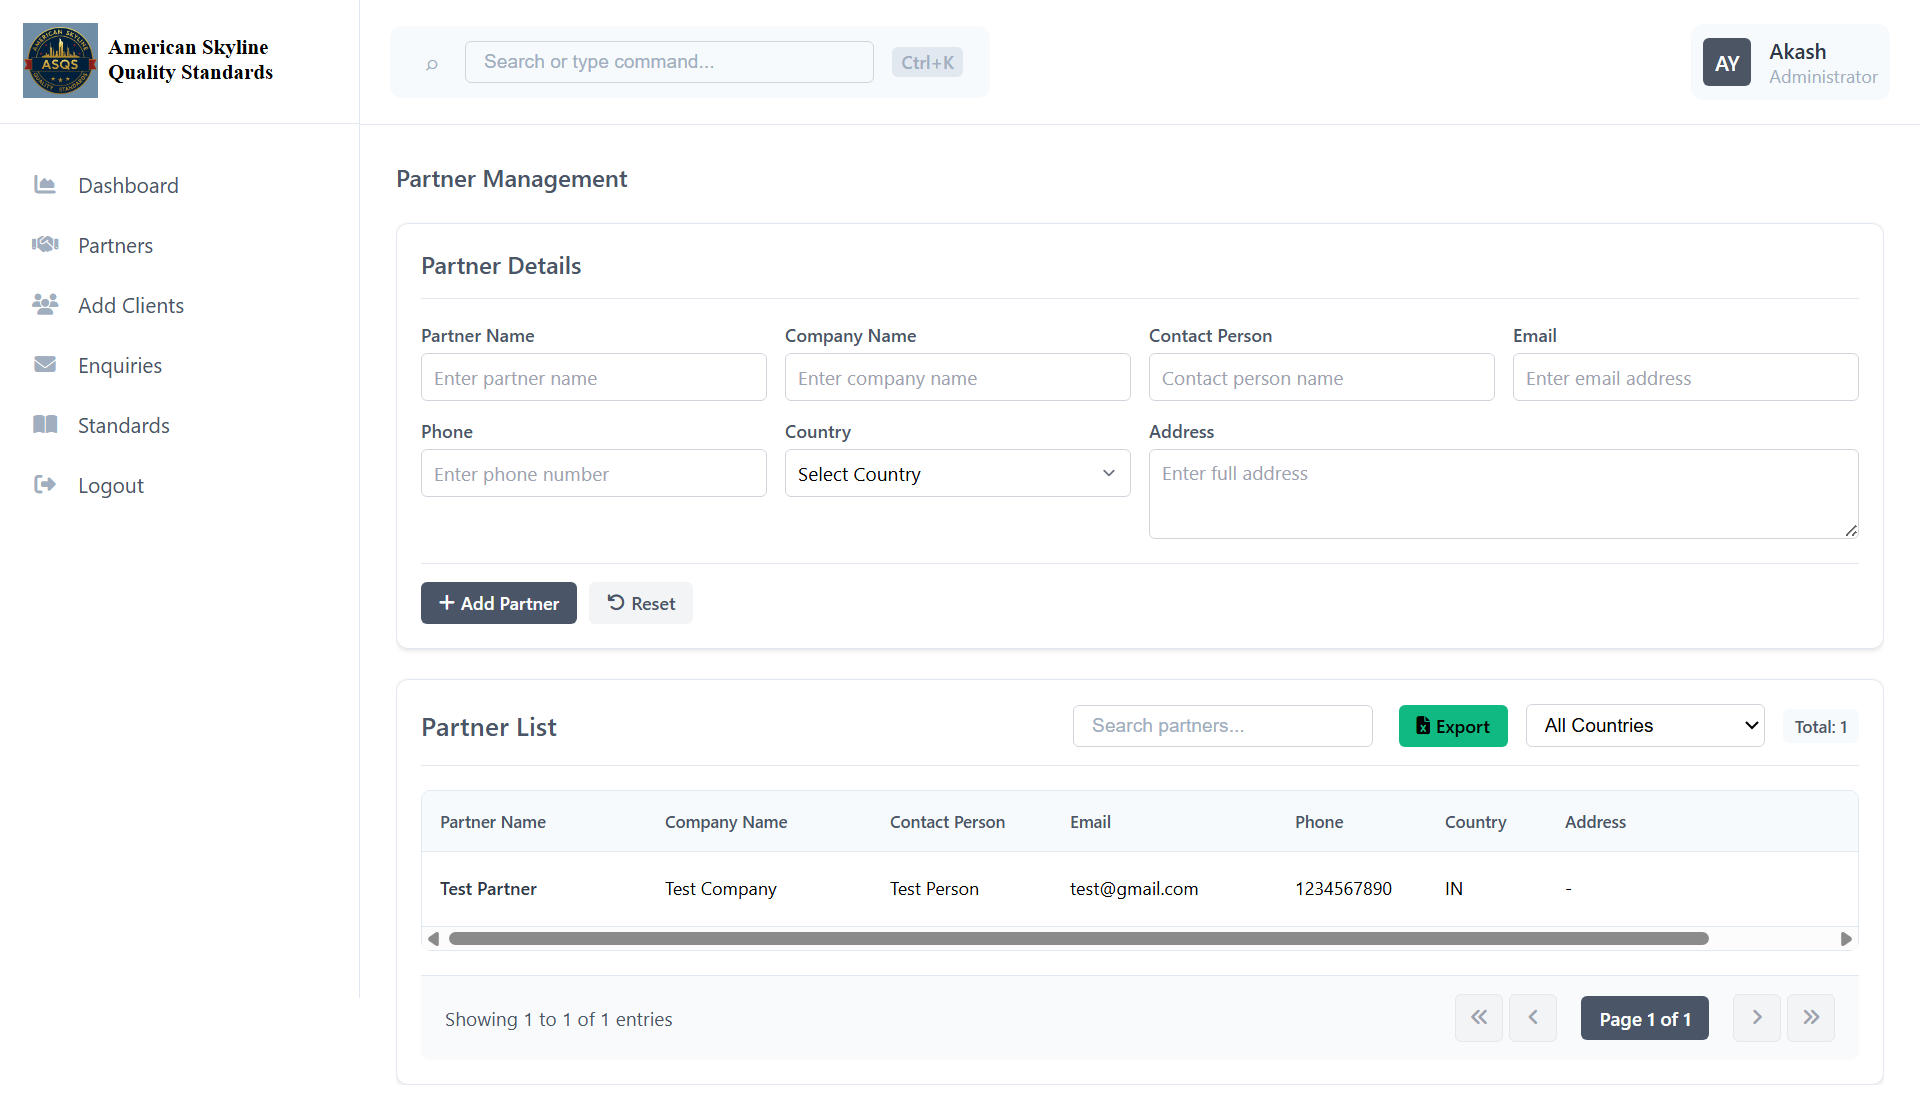 AMERICAN SKYLINE
ASQS
QUALITY STANDARDS
American Skyline
Quality Standards
Search or type command...
Ctrl+K
AY
Akash
Administrator
Dashboard
Partners
Add Clients
Enquiries
Standards
Logout
Partner Management
Partner Details
Partner Name
Company Name
Contact Person
Email
Enter partner name
Enter company name
Contact person name
Enter email address
Phone
Country
Address
Enter phone number
Select Country
Enter full address
Add Partner
Reset
Partner List
Search partners...
Export
All Countries
Total: 1
Partner Name Company Name Contact Person Email Phone Country Address
Test Partner Test Company Test Person test@gmail.com 1234567890 IN -
Showing 1 to 1 of 1 entries
Page 1 of 1